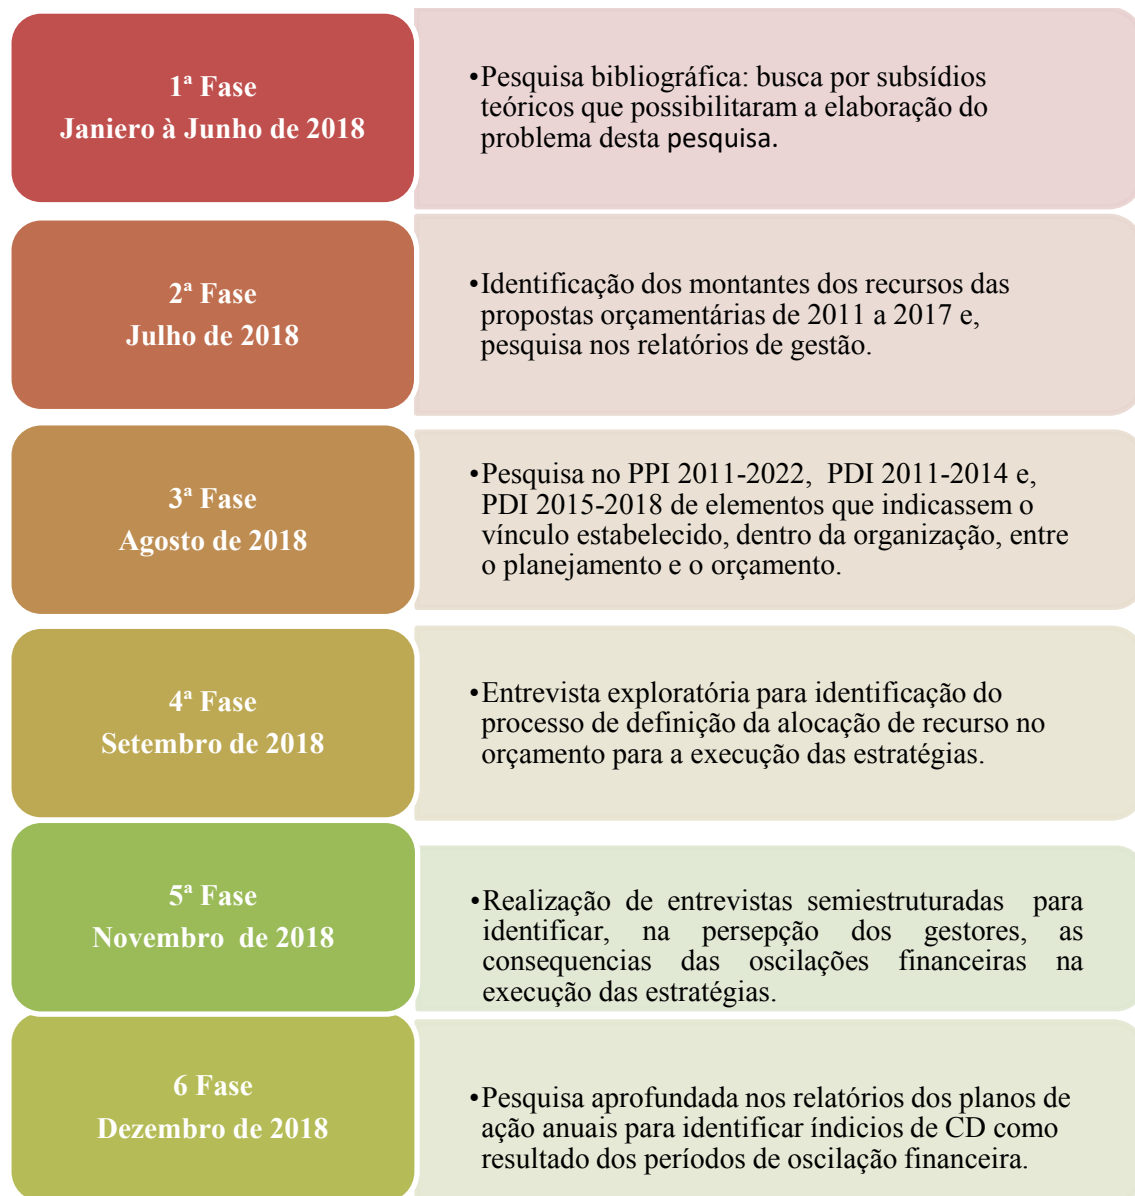 1ª Fase
Janiero à Junho de 2018
•Pesquisa bibliográfica: busca por subsídios
teóricos que possibilitaram a elaboração do
problema desta pesquisa.
2ª Fase
Julho de 2018
•Identificação dos montantes dos recursos das
propostas orçamentárias de 2011 a 2017 e,
pesquisa nos relatórios de gestão.
3ª Fase
Agosto de 2018
•Pesquisa no PPI 2011-2022, PDI 2011-2014 e,
PDI 2015-2018 de elementos que indicassem o
vínculo estabelecido, dentro da organização, entre
o planejamento e o orçamento.
4ª Fase
Setembro de 2018
•Entrevista exploratória para identificação do
processo de definição da alocação de recurso no
orçamento para a execução das estratégias.
5ª Fase
Novembro de 2018
•Realização de entrevistas semiestruturadas para
identificar, na persepção dos gestores, as
consequencias das oscilações financeiras na
execução das estratégias.
6 Fase
Dezembro de 2018
•Pesquisa aprofundada nos relatórios dos planos de
ação anuais para identificar índicios de CD como
resultado dos períodos de oscilação financeira.